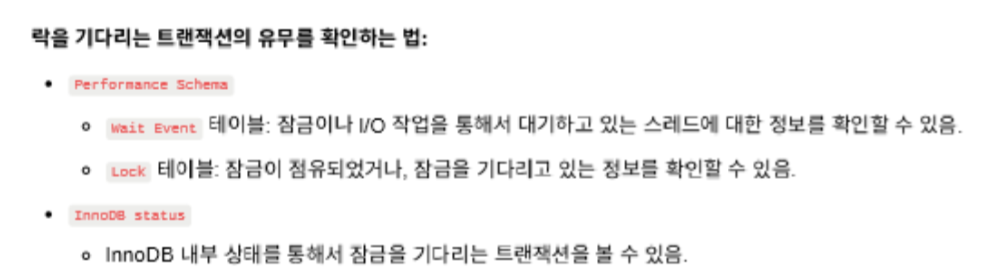 락을 기다리는 트랜잭션의 유무를 확인하는 법:
Performance Schema
Wait Event 테이블: 잠금이나 I/O 작업을 통해서 대기하고 있는 스레드에 대한 정보를 확인할 수 있음.
Lock 테이블: 잠금이 점유되었거나, 잠금을 기다리고 있는 정보를 확인할 수 있음.
InnoDB status
InnoDB 내부 상태를 통해서 잠금을 기다리는 트랜잭션을 볼 수 있음.